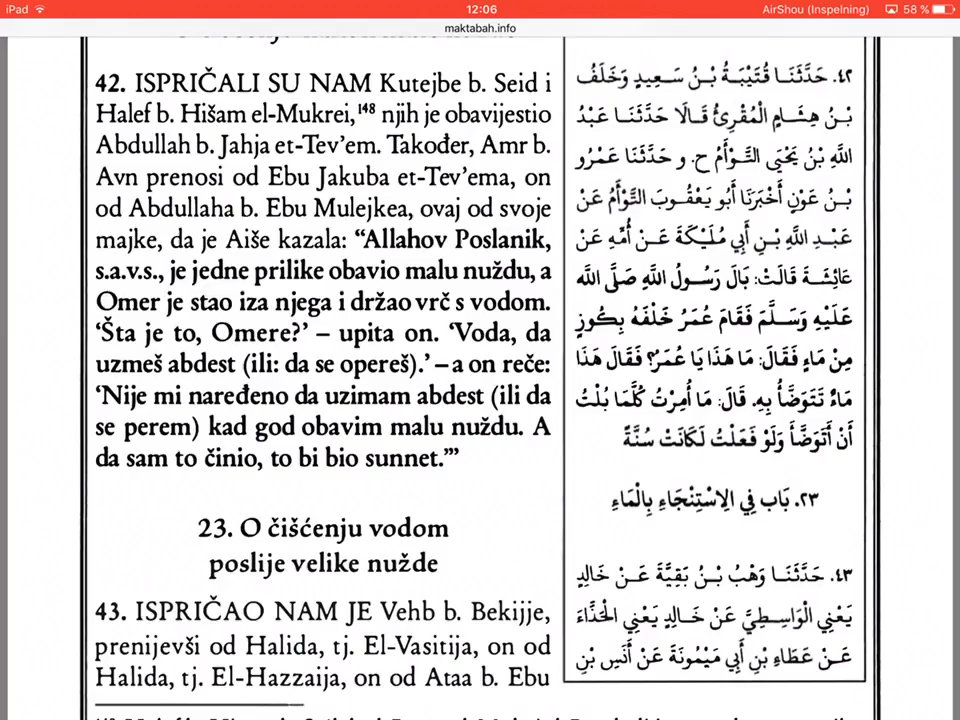 iPad
12:06
AirShou (Inspelning)
58 %
maktabah.info
42. ISPRIČALI SU NAM Kutejbe b. Seid i
Halef b. Hišam el-Mukrei,¹⁴⁸ njih je obavijestio
Abdullah b. Jahja et-Tev’em. Također, Amr b.
Avn prenosi od Ebu Jakuba et-Tev’ema, on
od Abdullaha b. Ebu Mulejkea, ovaj od svoje
majke, da je Aiše kazala: “Allahov Poslanik,
s.a.v.s., je jedne prilike obavio malu nuždu, a
Omer je stao iza njega i držao vrč s vodom.
‘Šta je to, Omere?’ – upita on. ‘Voda, da
uzmeš abdest (ili: da se opereš).’ – a on reče:
‘Nije mi naređeno da uzimam abdest (ili da
se perem) kad god obavim malu nuždu. A
da sam to činio, to bi bio sunnet.’”
23. O čišćenju vodom
poslije velike nužde
43. ISPRIČAO NAM JE Vehb b. Bekijje,
prenijevši od Halida, tj. El-Vasitija, on od
Halida, tj. El-Hazzaija, on od Ataa b. Ebu
٤٢. حَدَّثَنَا قُتَيْبَةُ بْنُ سَعِيدٍ وَخَلَفُ
بْنُ هِشَامٍ الْمُقْرِئُ قَالَا حَدَّثَنَا عَبْدُ
اللَّهِ بْنُ يَحْيَى التَّوْأَمُ ح. و حَدَّثَنَا عَمْرُو
بْنُ عَوْنٍ أَخْبَرَنَا أَبُو يَعْقُوبَ التَّوْأَمُ عَنْ
عَبْدِ اللَّهِ بْنِ أَبِي مُلَيْكَةَ عَنْ أُمِّهِ عَنْ
عَائِشَةَ قَالَتْ: بَالَ رَسُولُ اللَّهِ صَلَّى اللَّه
عَلَيْهِ وَسَلَّمَ فَقَامَ عُمَرُ خَلْفَهُ بِكُوزٍ
مِنْ مَاءٍ فَقَالَ: مَا هَذَا يَا عُمَرُ؟ فَقَالَ هَذَا
مَاءٌ تَتَوَضَّأُ بِهِ. قَالَ: مَا أُمِرْتُ كُلَّمَا بُلْتُ
أَنْ أَتَوَضَّأَ وَلَوْ فَعَلْتُ لَكَانَتْ سُنَّةً
٢٣. بَاب فِي الِاسْتِنْجَاءِ بِالْمَاءِ
٤٣. حَدَّثَنَا وَهْبُ بْنُ بَقِيَّةَ عَنْ خَالِدٍ
يَعْنِي الْوَاسِطِيَّ عَنْ خَالِدٍ يَعْنِي الْحَذَّاءَ
عَنْ عَطَاءِ بْنِ أَبِي مَيْمُونَةَ عَنْ أَنَسِ بْنِ